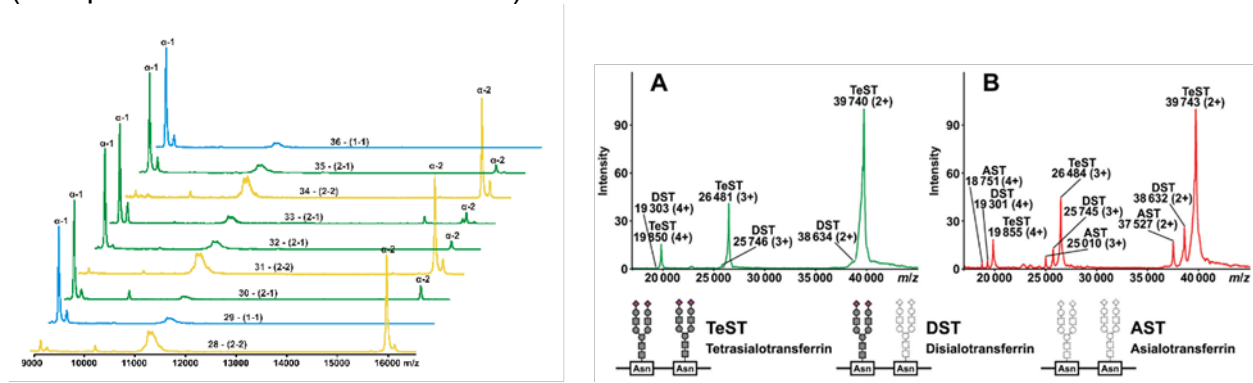 α-1
36 - (1-1)
α-1
α-2
35 - (2-1)
α-2
34 - (2-2)
α-1
α-2
33 - (2-1)
α-2
α-1
32 - (2-1)
α-2
31 - (2-2)
α-1
α-2
30 - (2-1)
α-2
α-1
29 - (1-1)
28 - (2-2)
9000 10000 11000 12000 13000 14000 15000 16000 m/z
A
TeST
39 740 (2+)
90
Intensity
60
DST
19 303 (4+)
TeST
19 850 (4+)
TeST
26 481 (3+)
DST
25 746 (3+)
DST
38 634 (2+)
30
0
20 000 25 000 30 000 35 000 40 000 m/z
B
TeST
39 743 (2+)
90
Intensity
60
AST
18 751 (4+)
DST
19 301 (4+)
TeST
19 855 (4+)
TeST
26 484 (3+)
DST
25 745 (3+)
AST
25 010 (3+)
DST
38 632 (2+)
AST
37 527 (2+)
30
0
20 000 25 000 30 000 35 000 40 000 m/z
TeST
Tetrasialotransferrin
Asn Asn
DST
Disialotransferrin
Asn Asn
AST
Asialotransferrin
Asn Asn